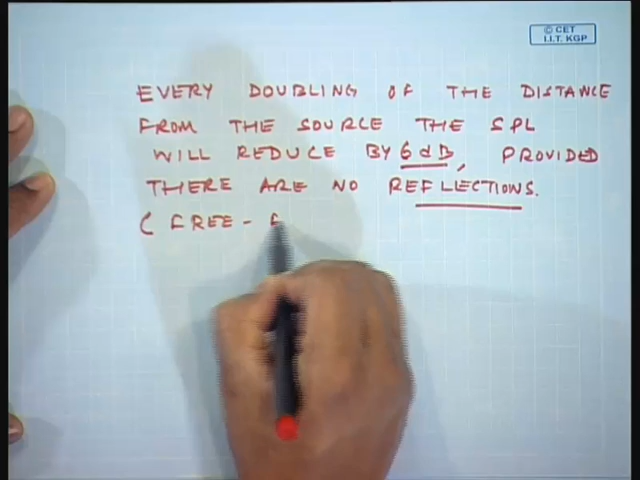 © CET
I.I.T. KGP
EVERY DOUBLING OF THE DISTANCE
FROM THE SOURCE THE SPL
WILL REDUCE BY 6 dB, PROVIDED
THERE ARE NO REFLECTIONS.
( FREE - F